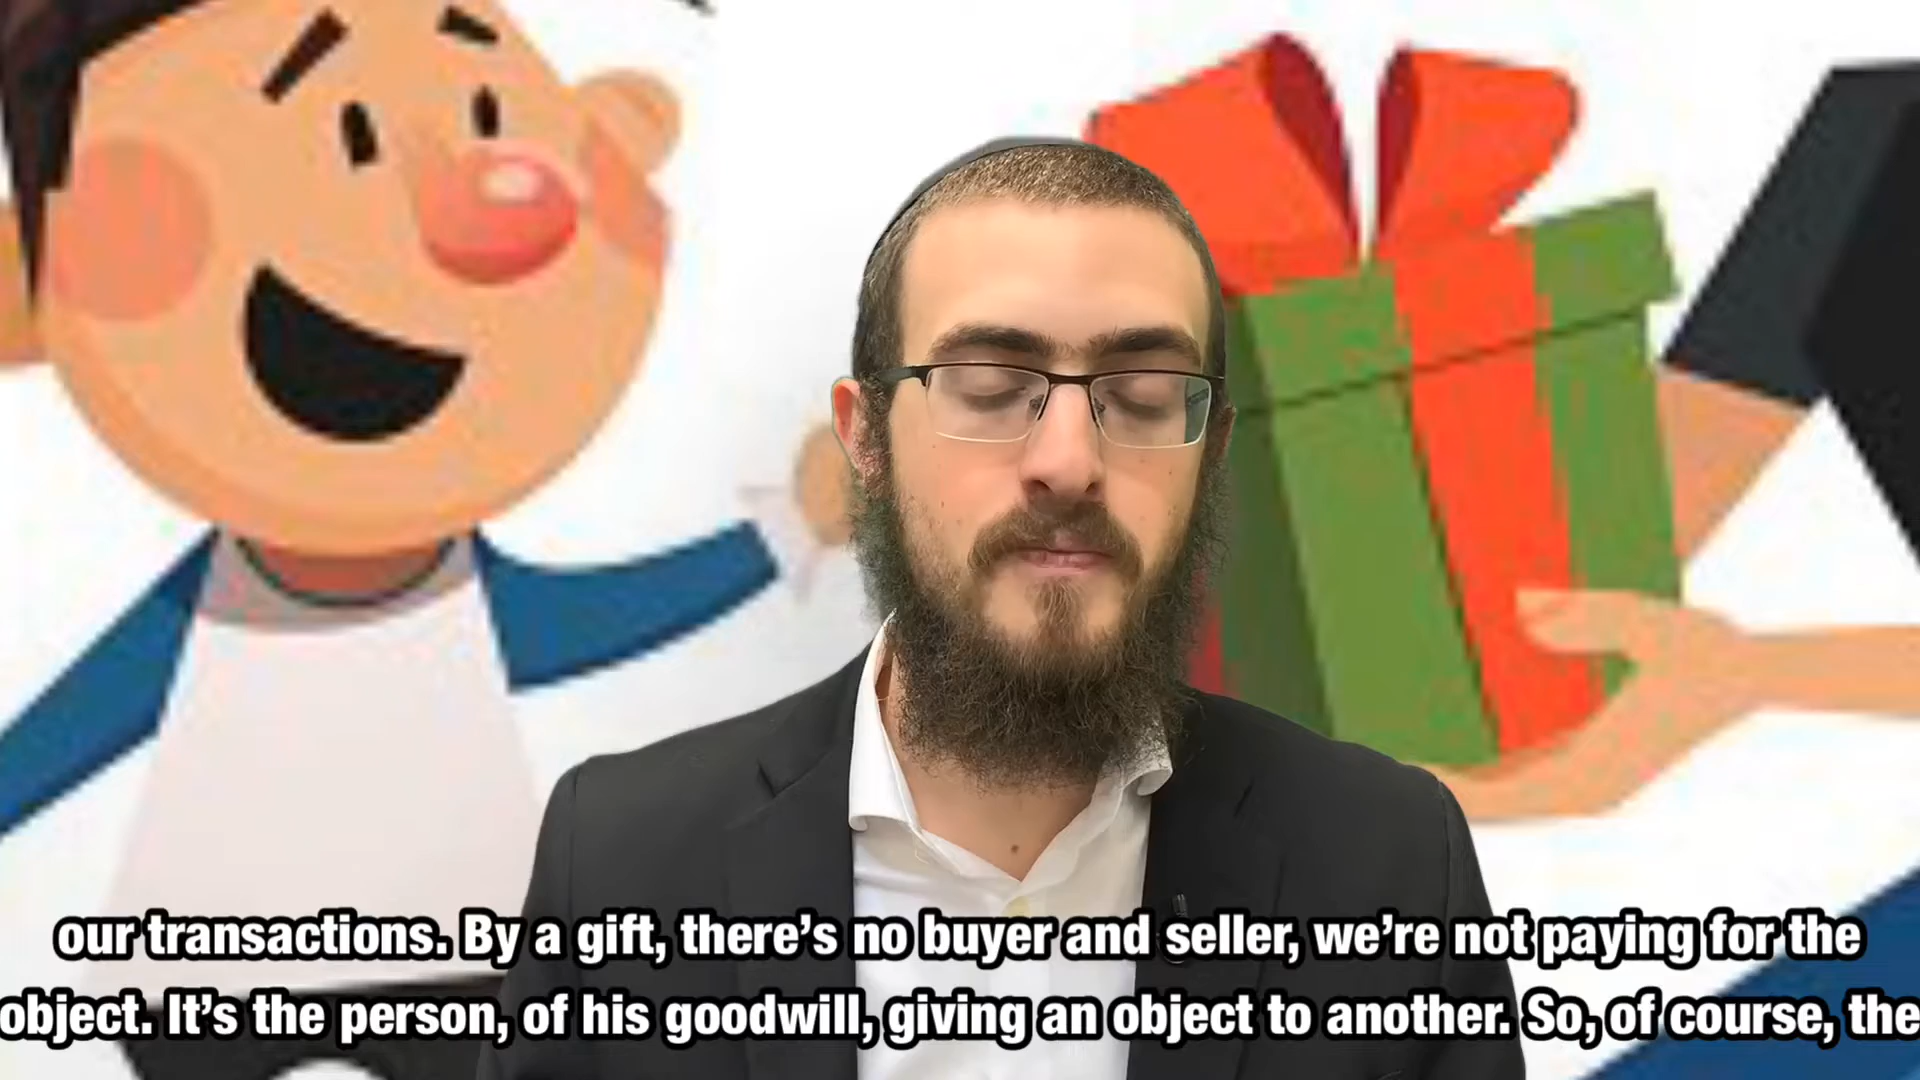 our transactions. By a gift, there's no buyer and seller, we're not paying for the
object. It's the person, of his goodwill, giving an object to another. So, of course, the